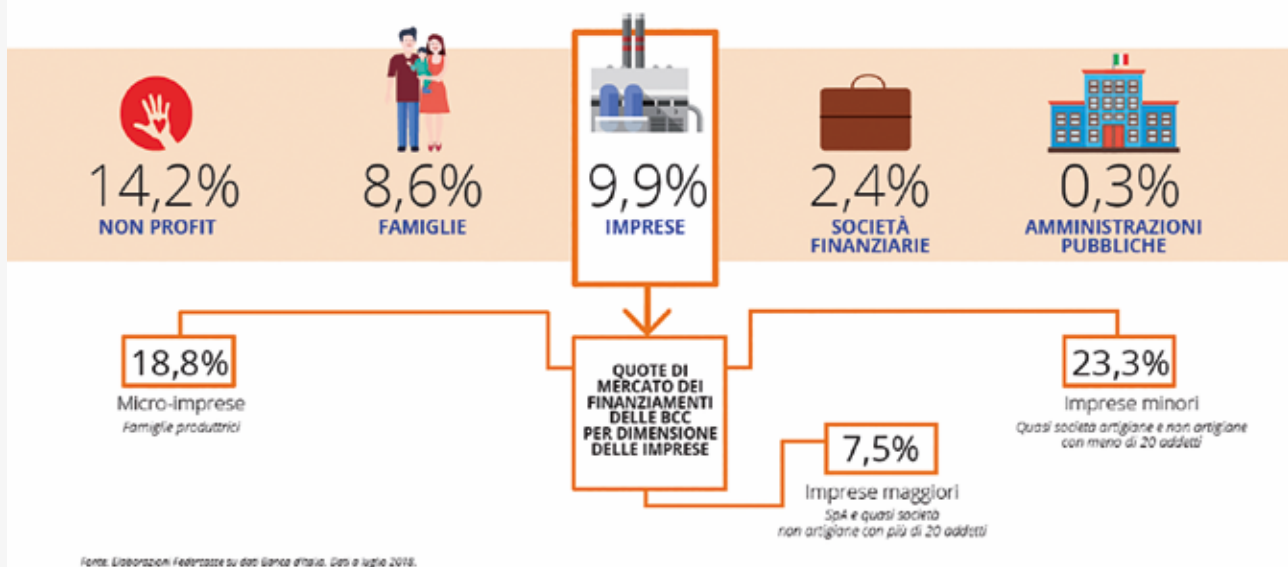 14,2%
NON PROFIT
8,6%
FAMIGLIE
9,9%
IMPRESE
2,4%
SOCIETÀ
FINANZIARIE
0,3%
AMMINISTRAZIONI
PUBBLICHE
18,8%
Micro-imprese
Famiglie produttrici
QUOTE DI
MERCATO DEI
FINANZIAMENTI
DELLE BCC
PER DIMENSIONE
DELLE IMPRESE
23,3%
Imprese minori
Quasi società artigiane e non artigiane
con meno di 20 addetti
7,5%
Imprese maggiori
SpA e quasi società
non artigiane con più di 20 addetti
Fonte: Elaborazioni Federcasse su dati Banca d'Italia. Dati a luglio 2018.